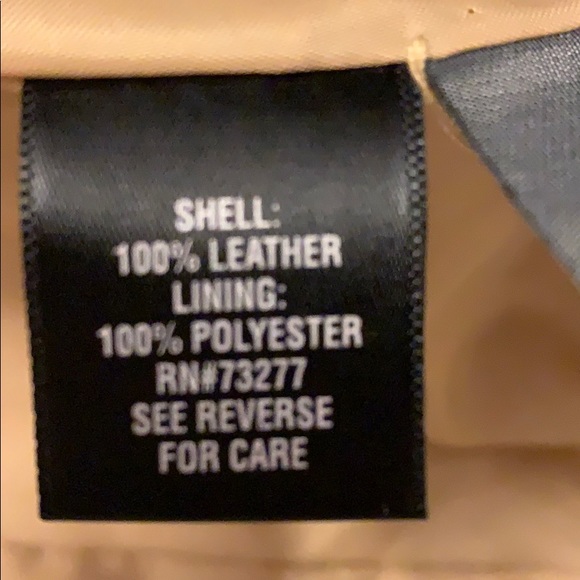 SHELL:
100% LEATHER
LINING:
100% POLYESTER
RN#73277
SEE REVERSE
FOR CARE